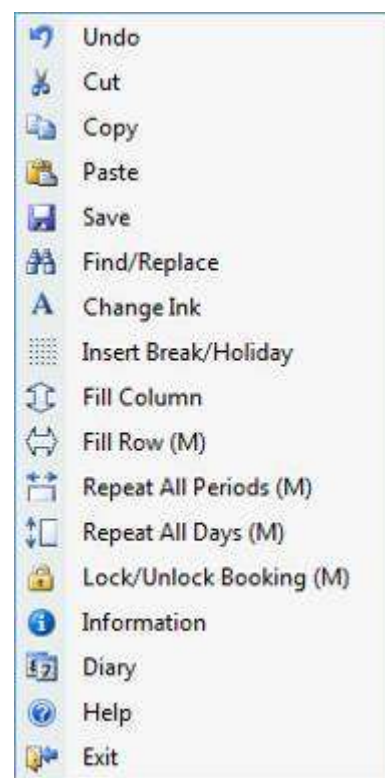 Undo
Cut
Copy
Paste
Save
Find/Replace
A Change Ink
Insert Break/Holiday
Fill Column
Fill Row (M)
Repeat All Periods (M)
Repeat All Days (M)
Lock/Unlock Booking (M)
Information
Diary
Help
Exit